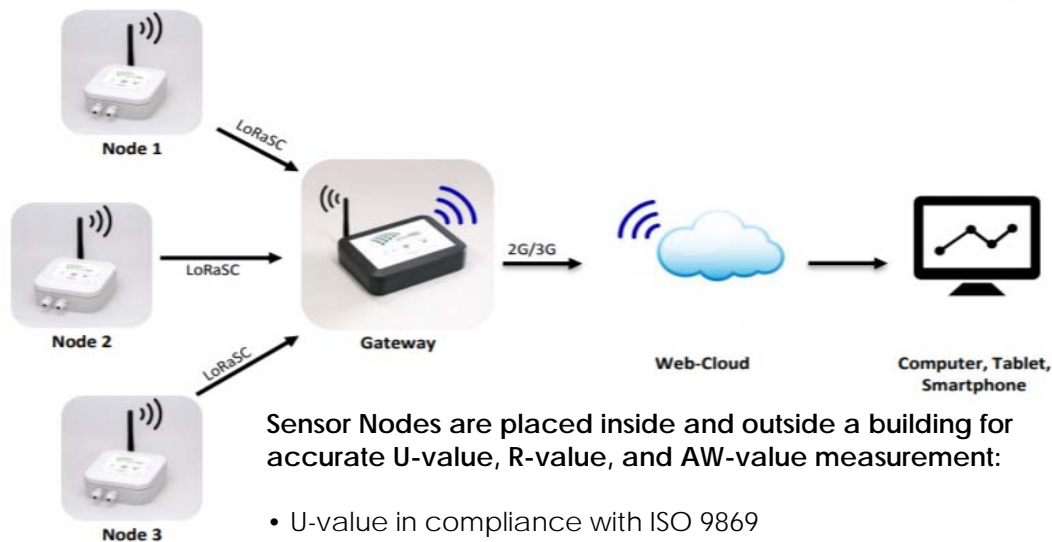 Node 1
LoRaSC
Node 2
LoRaSC
Node 3
LoRaSC
Gateway
2G/3G
Web-Cloud
Computer, Tablet,
Smartphone
Sensor Nodes are placed inside and outside a building for
accurate U-value, R-value, and AW-value measurement:
• U-value in compliance with ISO 9869